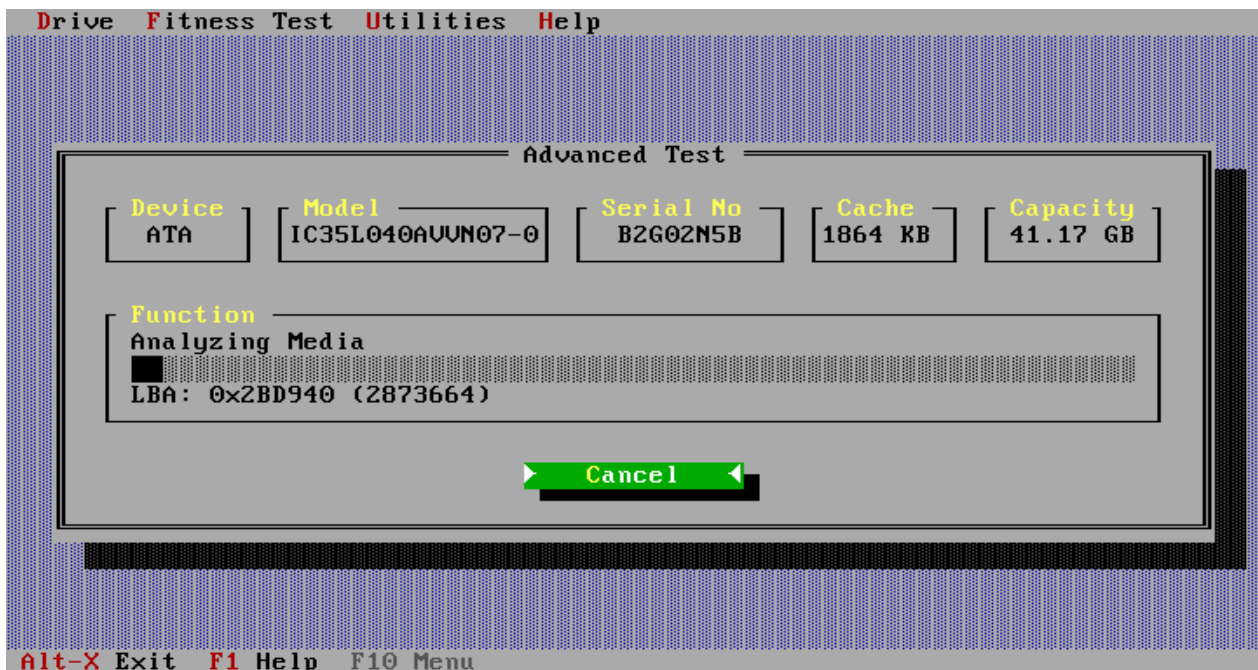 Drive Fitness Test Utilities Help
Advanced Test
Device Model Serial No Cache Capacity
ATA IC35L040AVVN07-0 B2G02N5B 1864 KB 41.17 GB
Function
Analyzing Media
LBA: 0x2BD940 (2873664)
Cancel
Alt-X Exit F1 Help F10 Menu